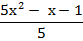 5x² − x − 1
5